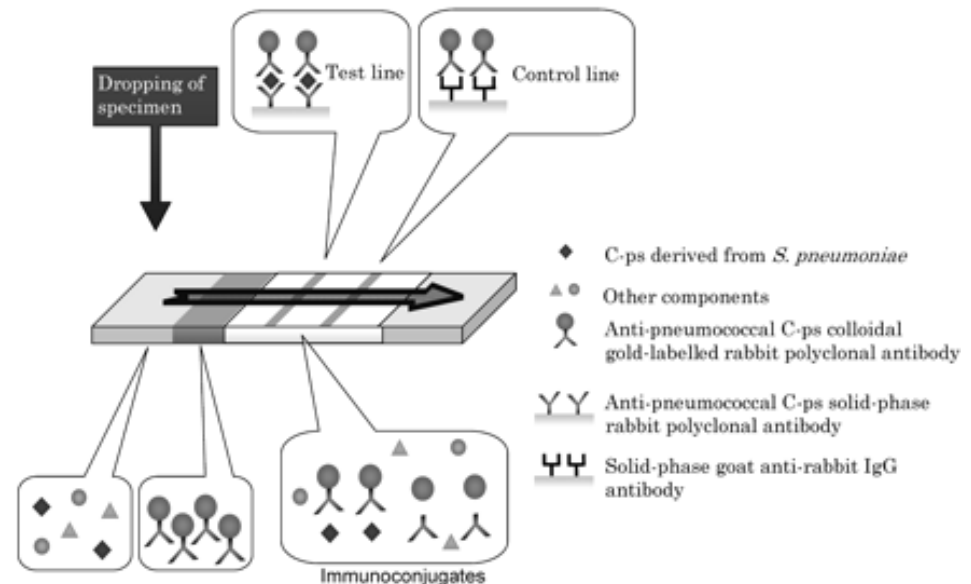 Dropping of
specimen
Test line
Control line
C-ps derived from S. pneumoniae
Other components
Anti-pneumococcal C-ps colloidal
gold-labelled rabbit polyclonal antibody
Anti-pneumococcal C-ps solid-phase
rabbit polyclonal antibody
Solid-phase goat anti-rabbit IgG
antibody
Immunoconjugates